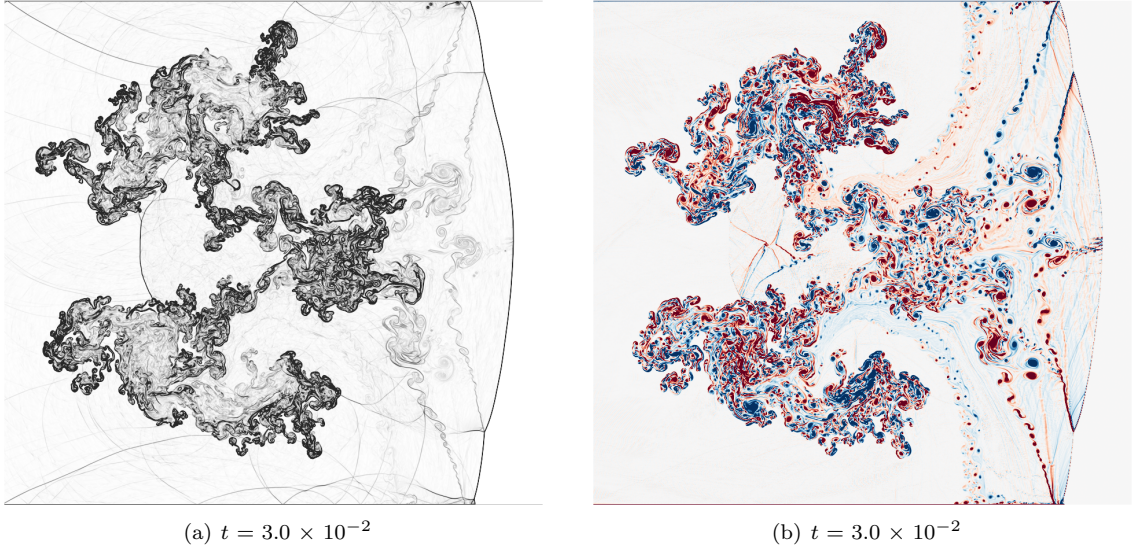 (a) t = 3.0 × 10⁻²
(b) t = 3.0 × 10⁻²